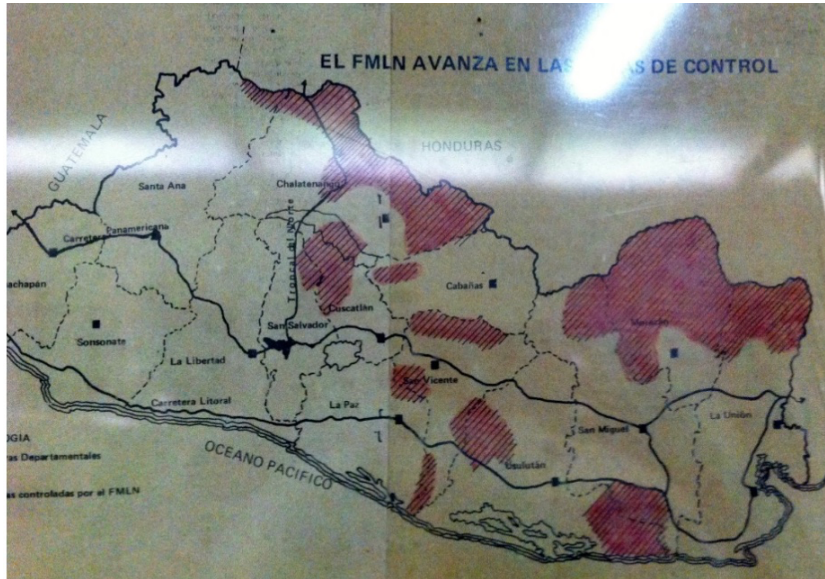 EL FMLN AVANZA EN LAS AS DE CONTROL
GUATEMALA
HONDURAS
Santa Ana
Chalatenango
Carretera Panamericana
Troncal del Norte
achapán
Cabañas
Cuscatlán
Sonsonate
San Salvador
Morazán
La Libertad
San Vicente
Carretera Litoral
La Paz
La Unión
San Miguel
OGIA
OCEANO PACIFICO
Usulután
as Departamentales
as controladas por el FMLN